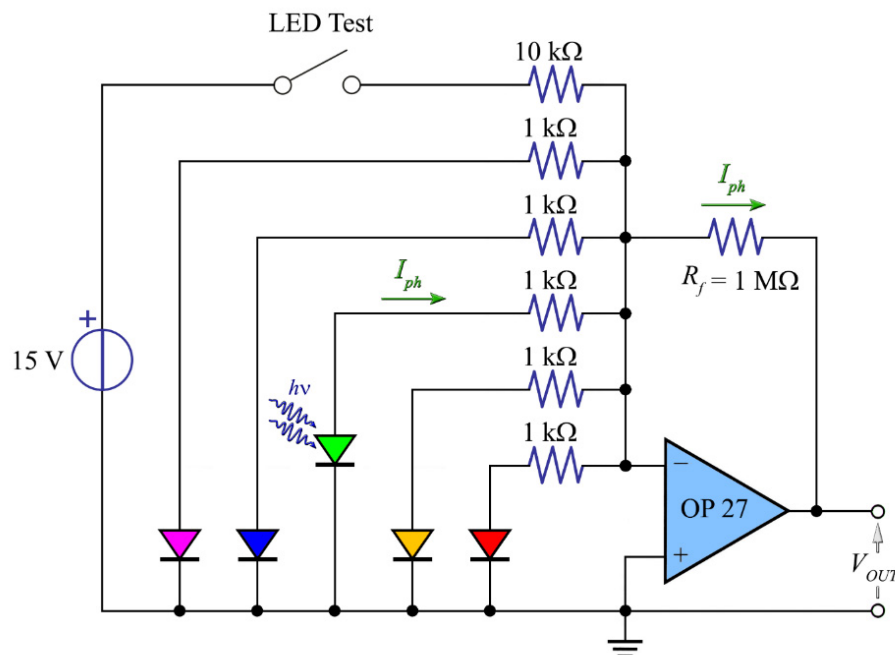 LED Test
10 kΩ
1 kΩ
1 kΩ
I_ph
I_ph
1 kΩ
R_f = 1 MΩ
+
15 V
1 kΩ
hν
1 kΩ
−
OP 27
+
V_OUT